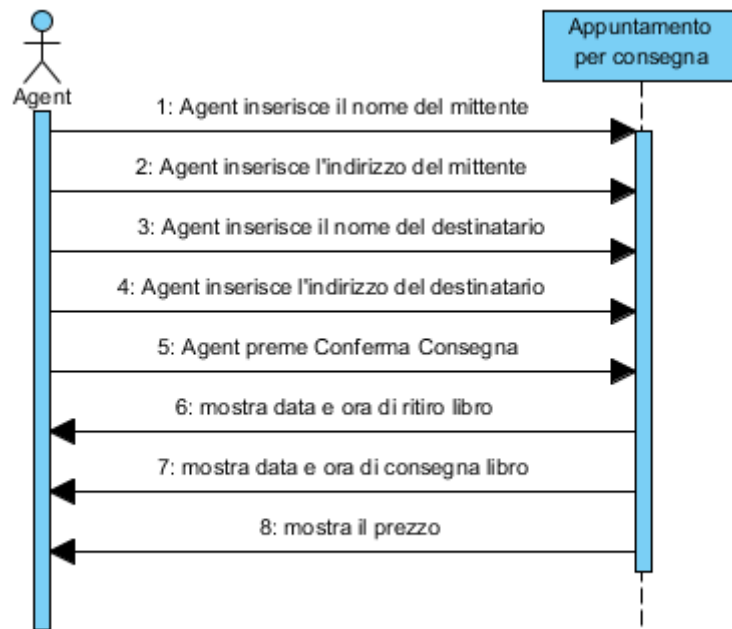 Appuntamento
per consegna
Agent
1: Agent inserisce il nome del mittente
2: Agent inserisce l'indirizzo del mittente
3: Agent inserisce il nome del destinatario
4: Agent inserisce l'indirizzo del destinatario
5: Agent preme Conferma Consegna
6: mostra data e ora di ritiro libro
7: mostra data e ora di consegna libro
8: mostra il prezzo